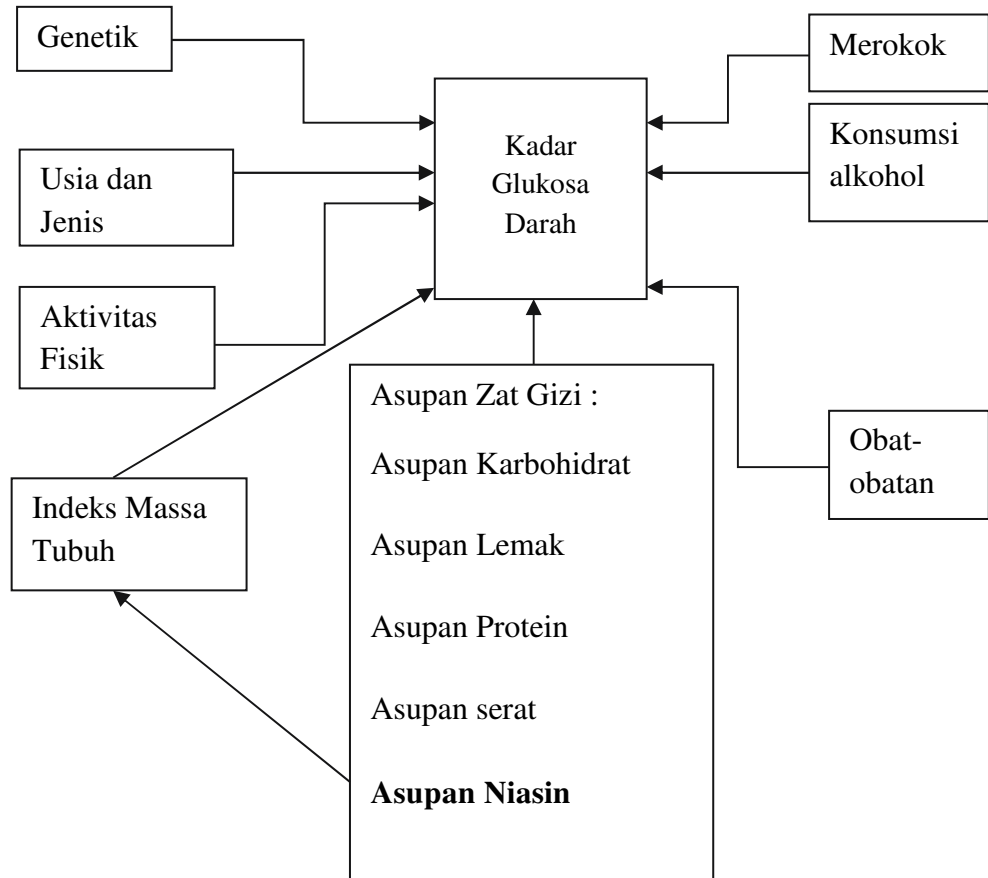 Genetik
Merokok
Kadar
Glukosa
Darah
Konsumsi
alkohol
Usia dan
Jenis
Aktivitas
Fisik
Asupan Zat Gizi :
Asupan Karbohidrat
Asupan Lemak
Asupan Protein
Asupan serat
Asupan Niasin
Obat-
obatan
Indeks Massa
Tubuh